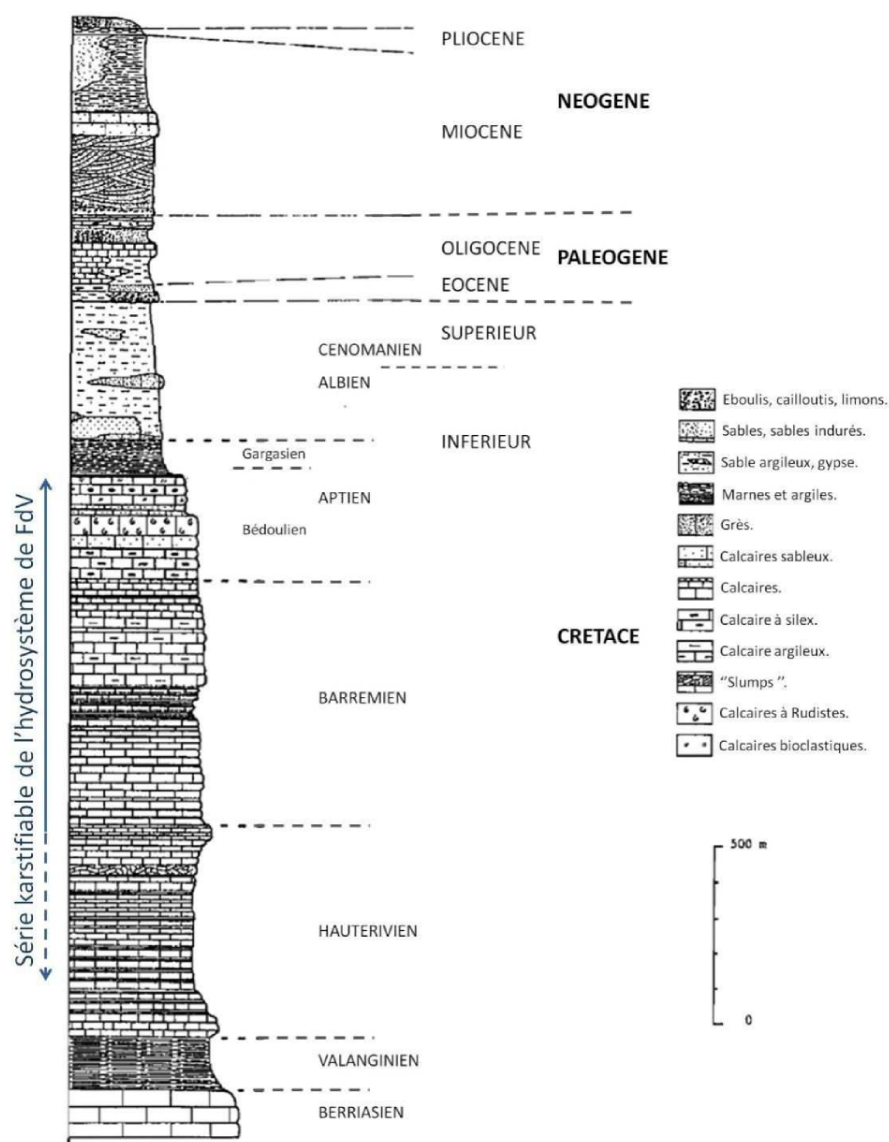 PLIOCENE
NEOGENE
MIOCENE
OLIGOCENE
PALEOGENE
EOCENE
SUPERIEUR
CENOMANIEN
ALBIEN
INFERIEUR
Gargasien
APTIEN
Bédoulien
CRETACE
BARREMIEN
HAUTERIVIEN
VALANGINIEN
BERRIASIEN
Série karstifiable de l'hydrosystème de FdV
Eboulis, cailloutis, limons.
Sables, sables indurés.
Sable argileux, gypse.
Marnes et argiles.
Grès.
Calcaires sableux.
Calcaires.
Calcaire à silex.
Calcaire argileux.
“Slumps ”.
Calcaires à Rudistes.
Calcaires bioclastiques.
500 m
0